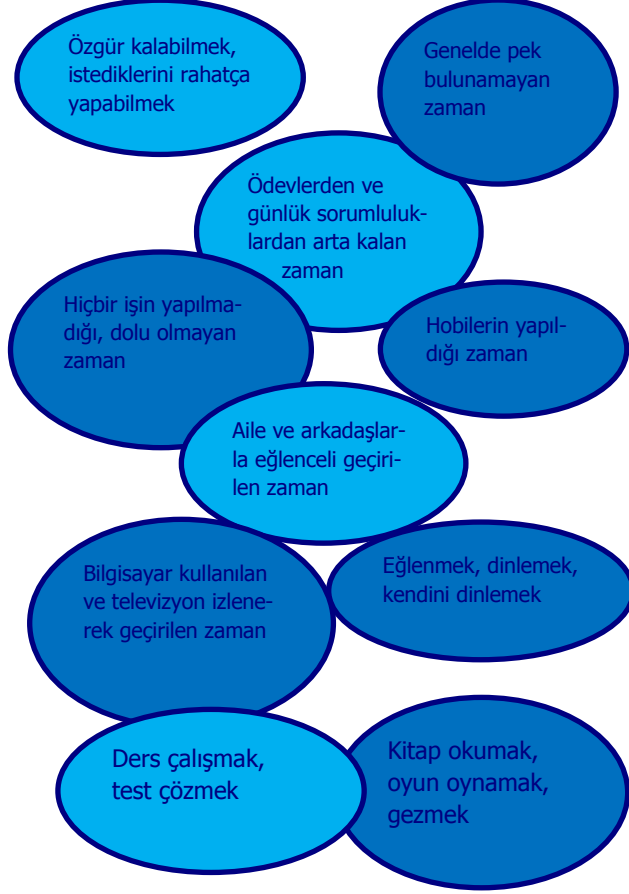 Özgür kalabilmek,
istediklerini rahatça
yapabilmek
Genelde pek
bulunamayan
zaman
Ödevlerden ve
günlük sorumluluk-
lardan arta kalan
zaman
Hiçbir işin yapılma-
dığı, dolu olmayan
zaman
Hobilerin yapıl-
dığı zaman
Aile ve arkadaşlar-
la eğlenceli geçiri-
len zaman
Bilgisayar kullanılan
ve televizyon izlene-
rek geçirilen zaman
Eğlenmek, dinlemek,
kendini dinlemek
Ders çalışmak,
test çözmek
Kitap okumak,
oyun oynamak,
gezmek